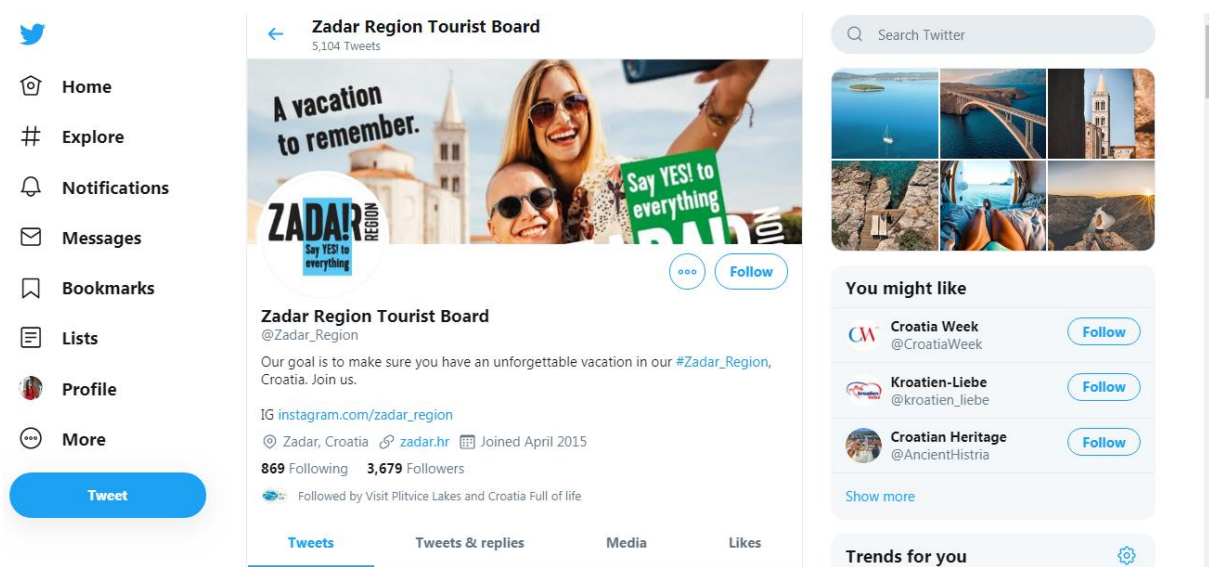 Home
Explore
Notifications
Messages
Bookmarks
Lists
Profile
More
Tweet
Zadar Region Tourist Board
5,104 Tweets
A vacation
to remember.
Say YES! to
everything
ZADAR!
REGION
Say YES! to
everything
Follow
Zadar Region Tourist Board
@Zadar_Region
Our goal is to make sure you have an unforgettable vacation in our #Zadar_Region,
Croatia. Join us.
IG instagram.com/zadar_region
Zadar, Croatia zadar.hr Joined April 2015
869 Following 3,679 Followers
Followed by Visit Plitvice Lakes and Croatia Full of life
Tweets Tweets & replies Media Likes
Search Twitter
You might like
Croatia Week
@CroatiaWeek
Follow
Kroatien-Liebe
@kroatien_liebe
Follow
Croatian Heritage
@AncientHistria
Follow
Show more
Trends for you